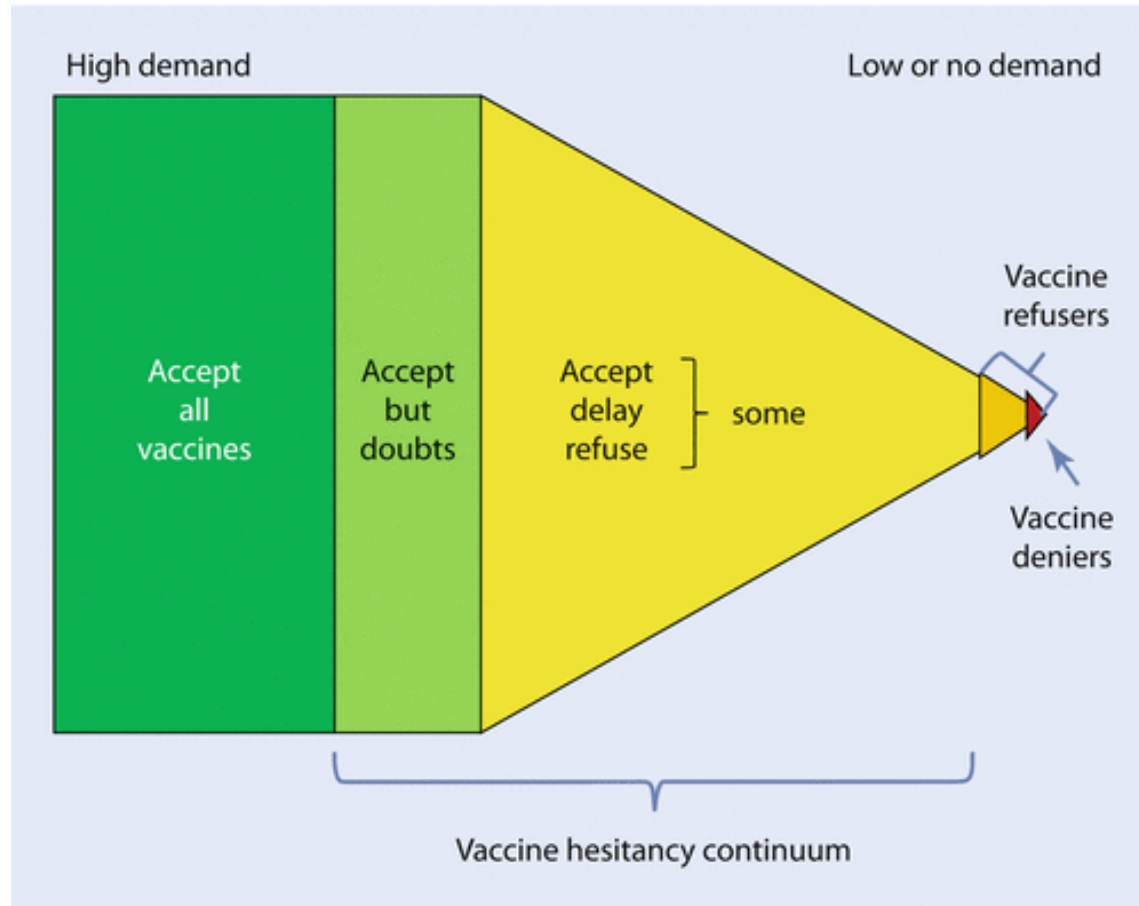 High demand
Low or no demand
Vaccine
refusers
Accept
all
vaccines
Accept
but
doubts
Accept
delay
refuse
some
Vaccine
deniers
Vaccine hesitancy continuum